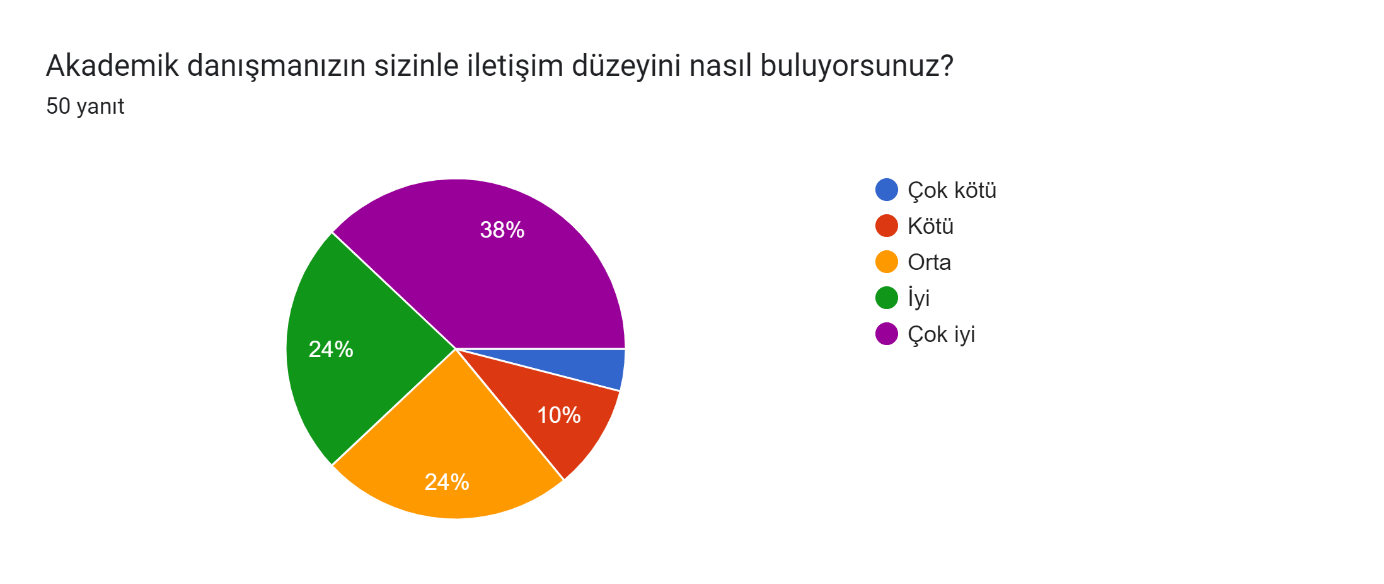 Akademik danışmanızın sizinle iletişim düzeyini nasıl buluyorsunuz?
50 yanıt
38%
24%
10%
24%
Çok kötü
Kötü
Orta
İyi
Çok iyi